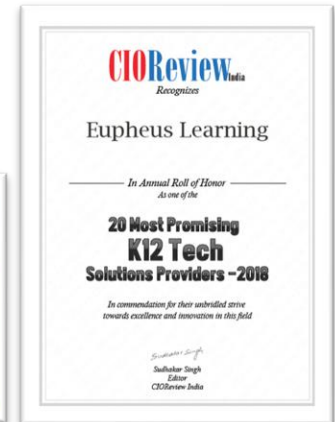 CIOReview India
Recognizes
Eupheus Learning
In Annual Roll of Honor
As one of the
20 Most Promising
K12 Tech
Solutions Providers -2018
In commendation for their unbridled strive
towards excellence and innovation in this field
Sudhakar Singh
Sudhakar Singh
Editor
CIOReview India